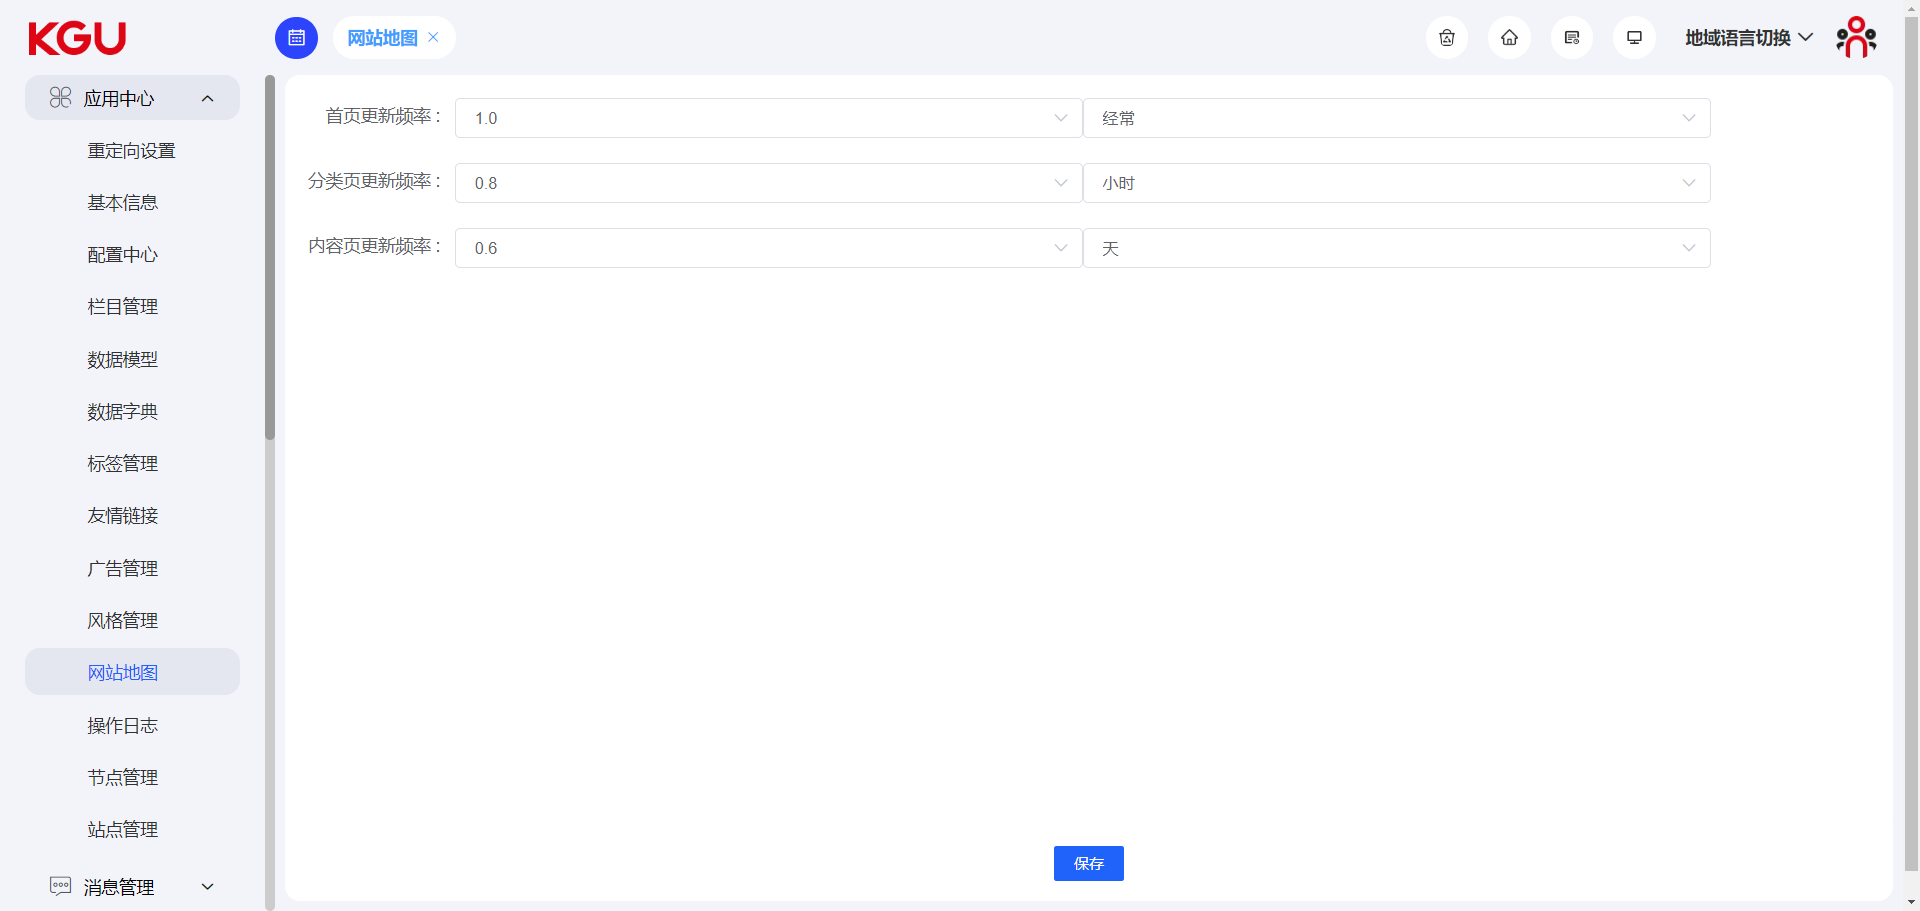 KGU
网站地图
地域语言切换
应用中心
重定向设置
基本信息
配置中心
栏目管理
数据模型
数据字典
标签管理
友情链接
广告管理
风格管理
网站地图
操作日志
节点管理
站点管理
消息管理
首页更新频率： 1.0 经常
分类页更新频率： 0.8 小时
内容页更新频率： 0.6 天
保存